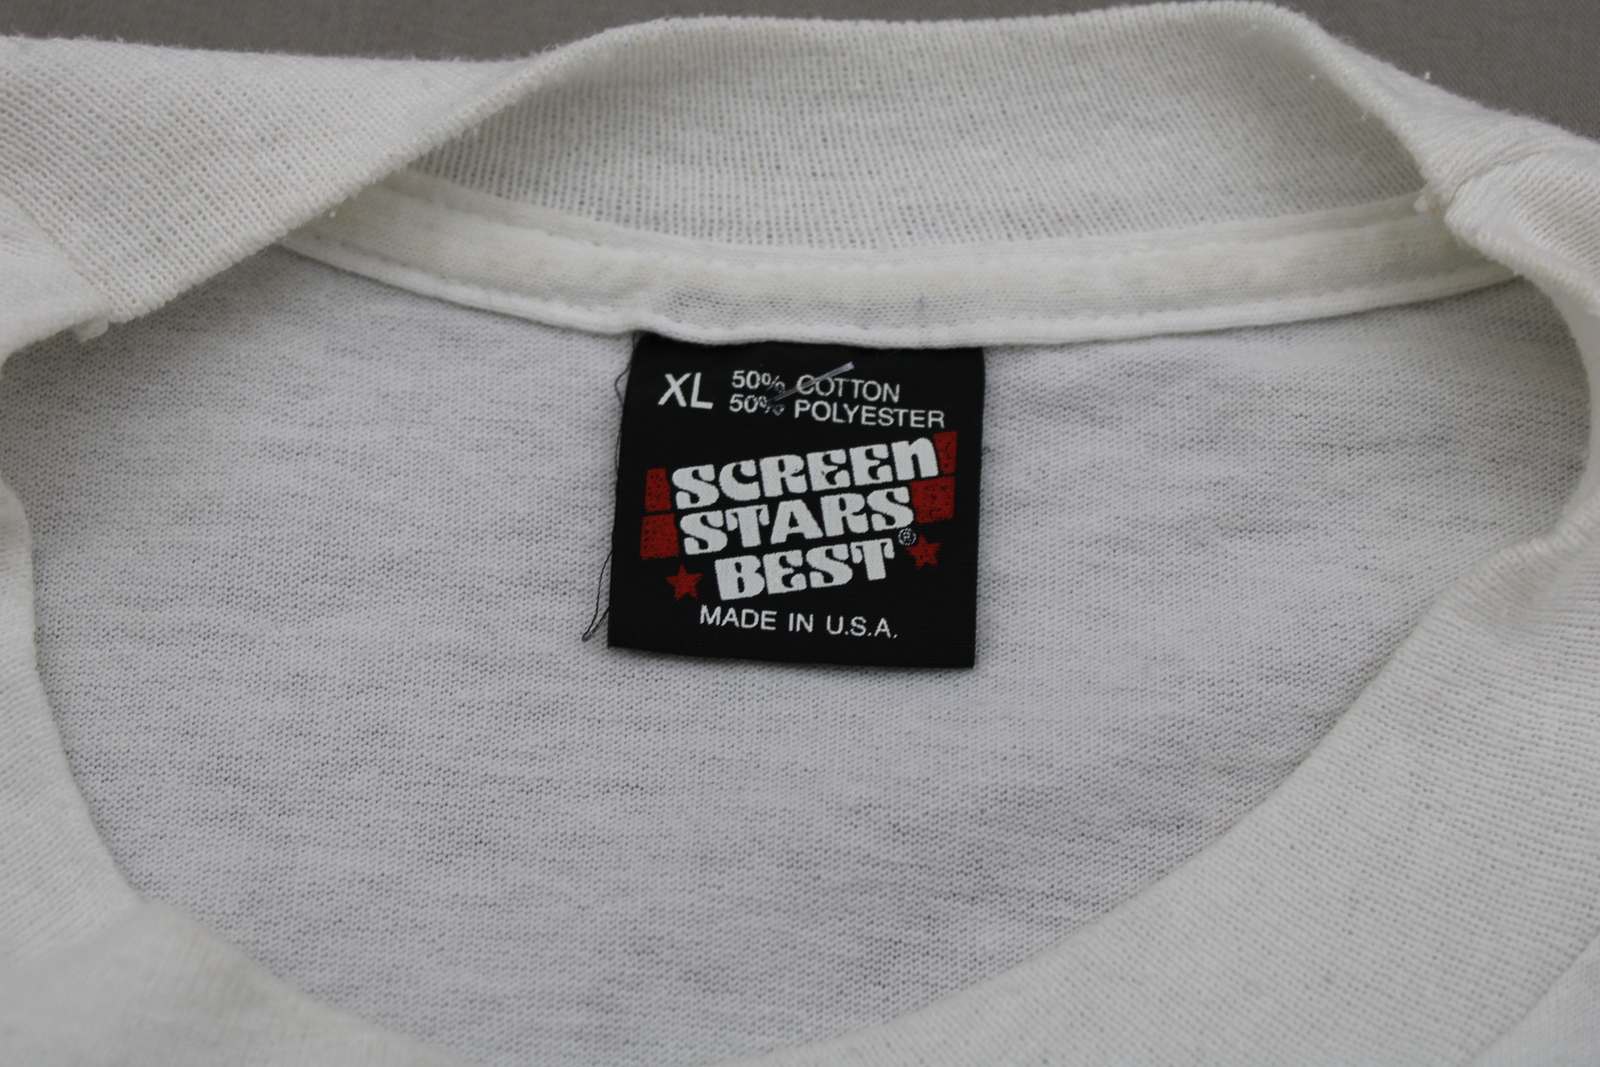 XL
50% COTTON
50% POLYESTER
SCREEN
STARS
BEST®
MADE IN U.S.A.